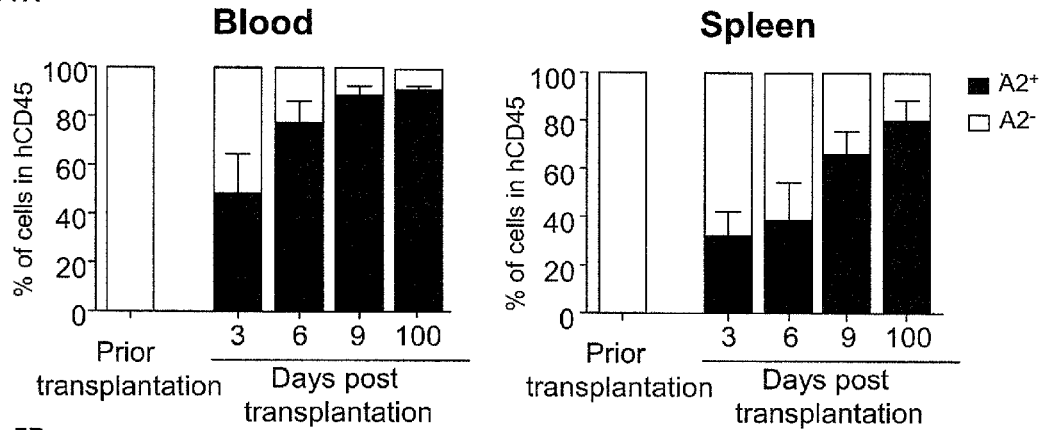 Blood
% of cells in hCD45
100
80
60
40
20
0
Prior
transplantation
3 6 9 100
Days post
transplantation
Spleen
% of cells in hCD45
100
80
60
40
20
0
Prior
transplantation
3 6 9 100
Days post
transplantation
A2+
A2-